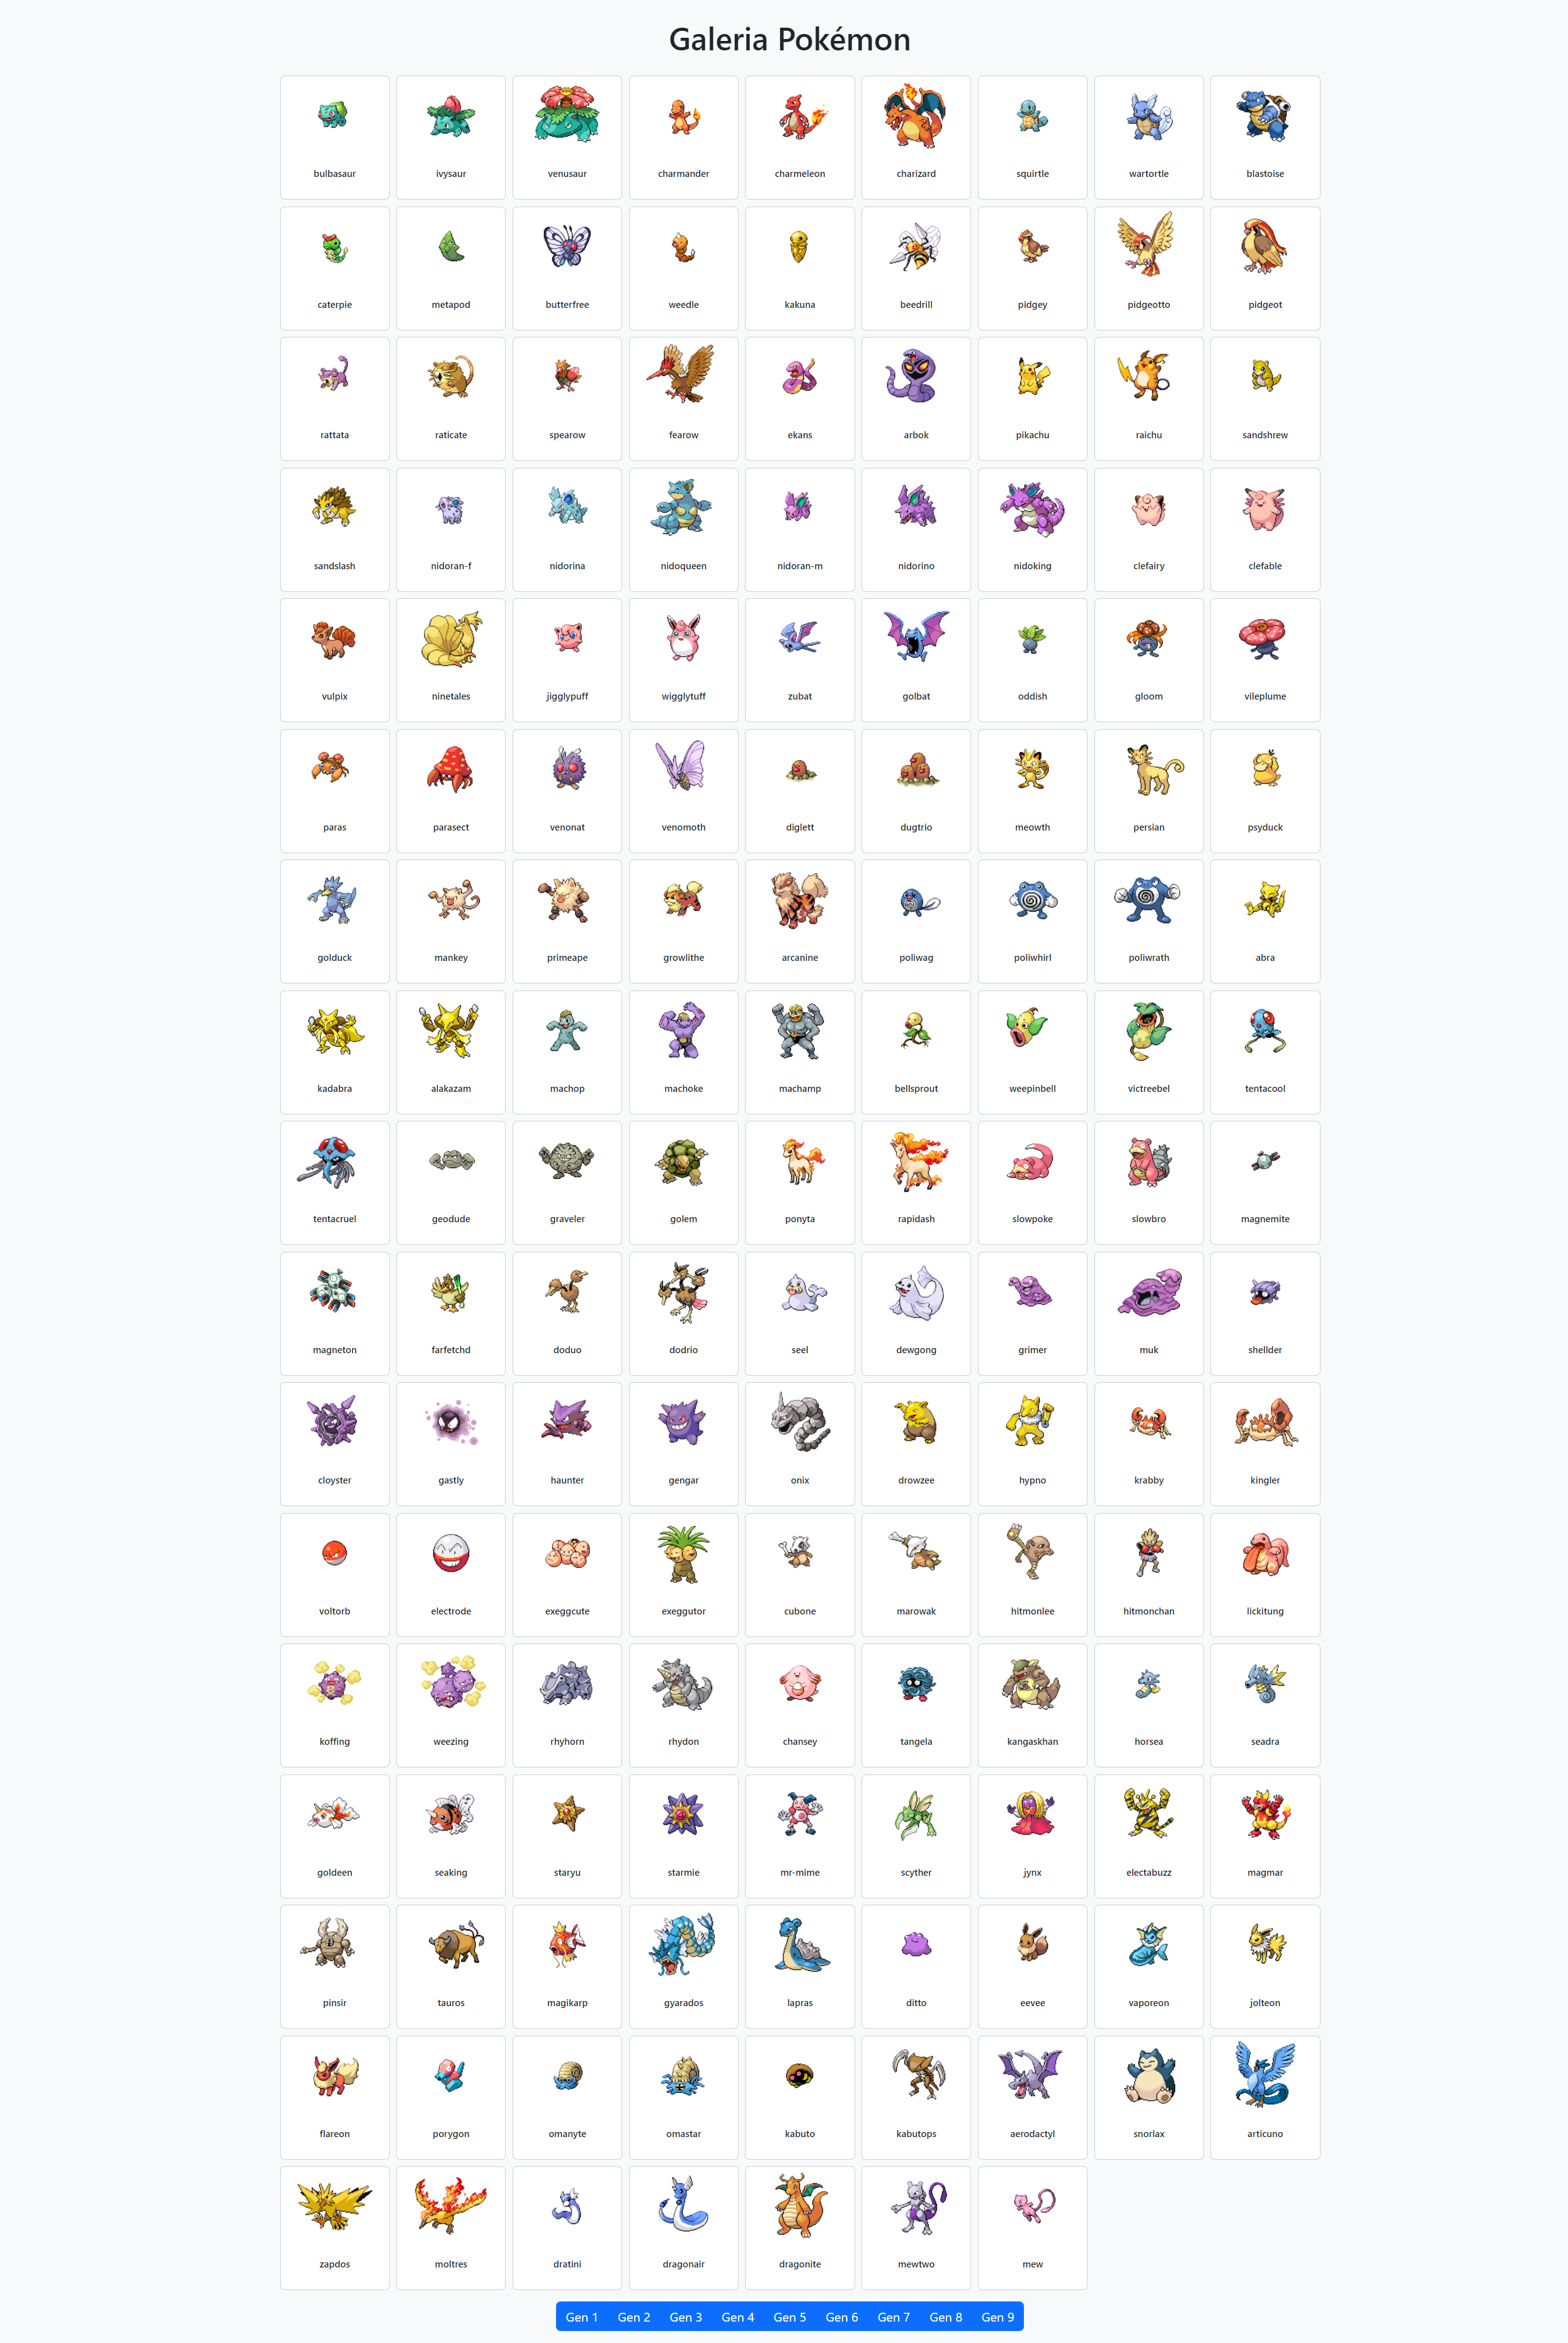 Galeria Pokémon
bulbasaur ivysaur venusaur charmander charmeleon charizard squirtle wartortle blastoise
caterpie metapod butterfree weedle kakuna beedrill pidgey pidgeotto pidgeot
rattata raticate spearow fearow ekans arbok pikachu raichu sandshrew
sandslash nidoran-f nidorina nidoqueen nidoran-m nidorino nidoking clefairy clefable
vulpix ninetales jigglypuff wigglytuff zubat golbat oddish gloom vileplume
paras parasect venonat venomoth diglett dugtrio meowth persian psyduck
golduck mankey primeape growlithe arcanine poliwag poliwhirl poliwrath abra
kadabra alakazam machop machoke machamp bellsprout weepinbell victreebel tentacool
tentacruel geodude graveler golem ponyta rapidash slowpoke slowbro magnemite
magneton farfetchd doduo dodrio seel dewgong grimer muk shellder
cloyster gastly haunter gengar onix drowzee hypno krabby kingler
voltorb electrode exeggcute exeggutor cubone marowak hitmonlee hitmonchan lickitung
koffing weezing rhyhorn rhydon chansey tangela kangaskhan horsea seadra
goldeen seaking staryu starmie mr-mime scyther jynx electabuzz magmar
pinsir tauros magikarp gyarados lapras ditto eevee vaporeon jolteon
flareon porygon omanyte omastar kabuto kabutops aerodactyl snorlax articuno
zapdos moltres dratini dragonair dragonite mewtwo mew
Gen 1 Gen 2 Gen 3 Gen 4 Gen 5 Gen 6 Gen 7 Gen 8 Gen 9